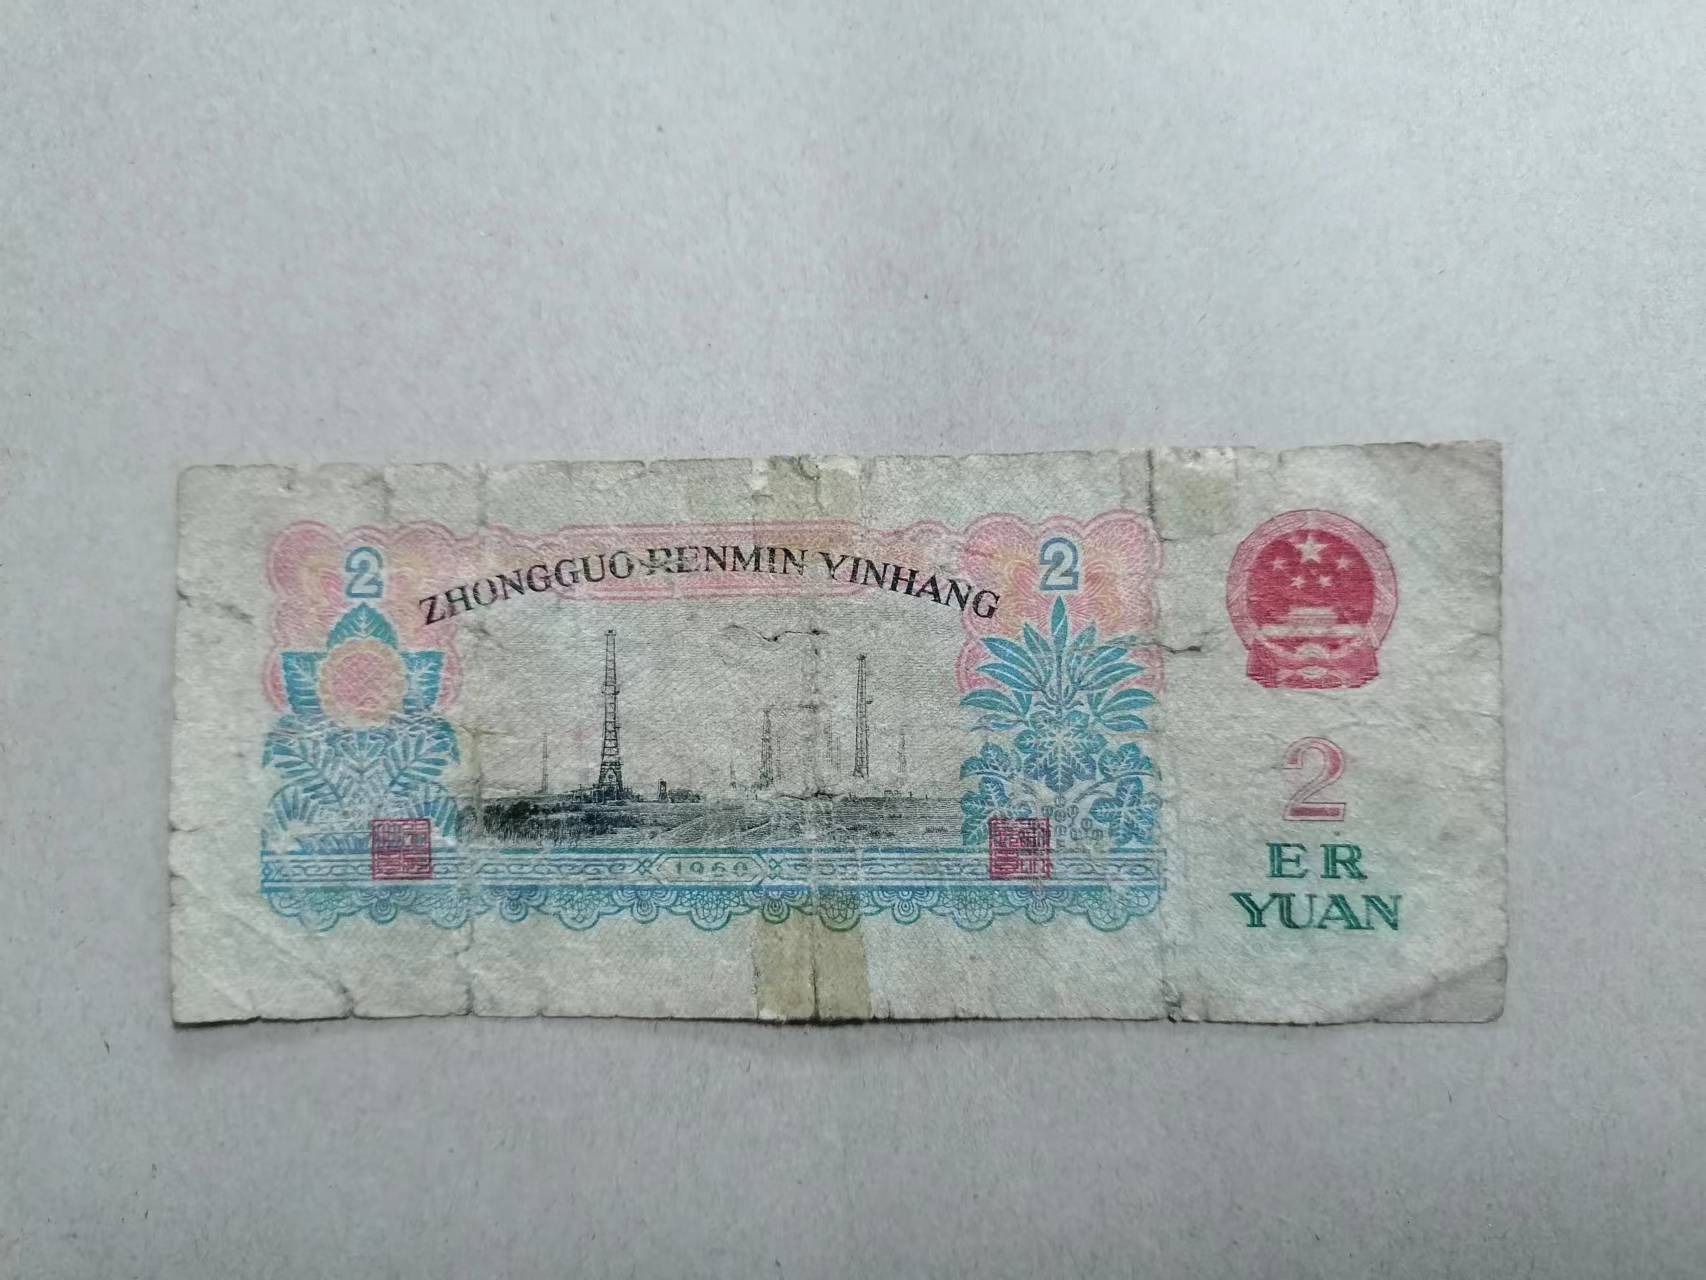 ZHONGGUO RENMIN YINHANG
2
2
2
ER
YUAN
1960